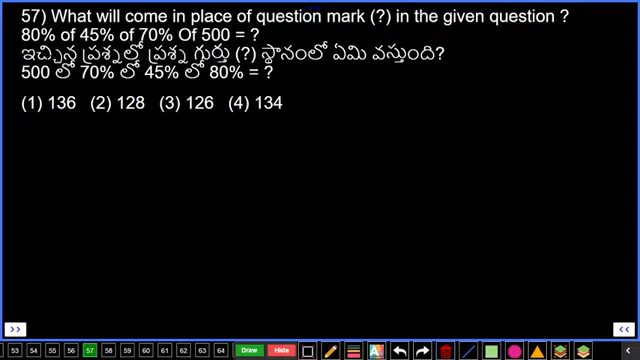 57) What will come in place of question mark (?) in the given question ?
80% of 45% of 70% Of 500 = ?
ఇచ్చిన ప్రశ్నలో ప్రశ్న గుర్తు (?) స్థానంలో ఏమి వస్తుంది?
500 లో 70% లో 45% లో 80% = ?
(1) 136 (2) 128 (3) 126 (4) 134
>> >>
53 54 55 56 57 58 59 60 61 62 63 64 Draw Hide